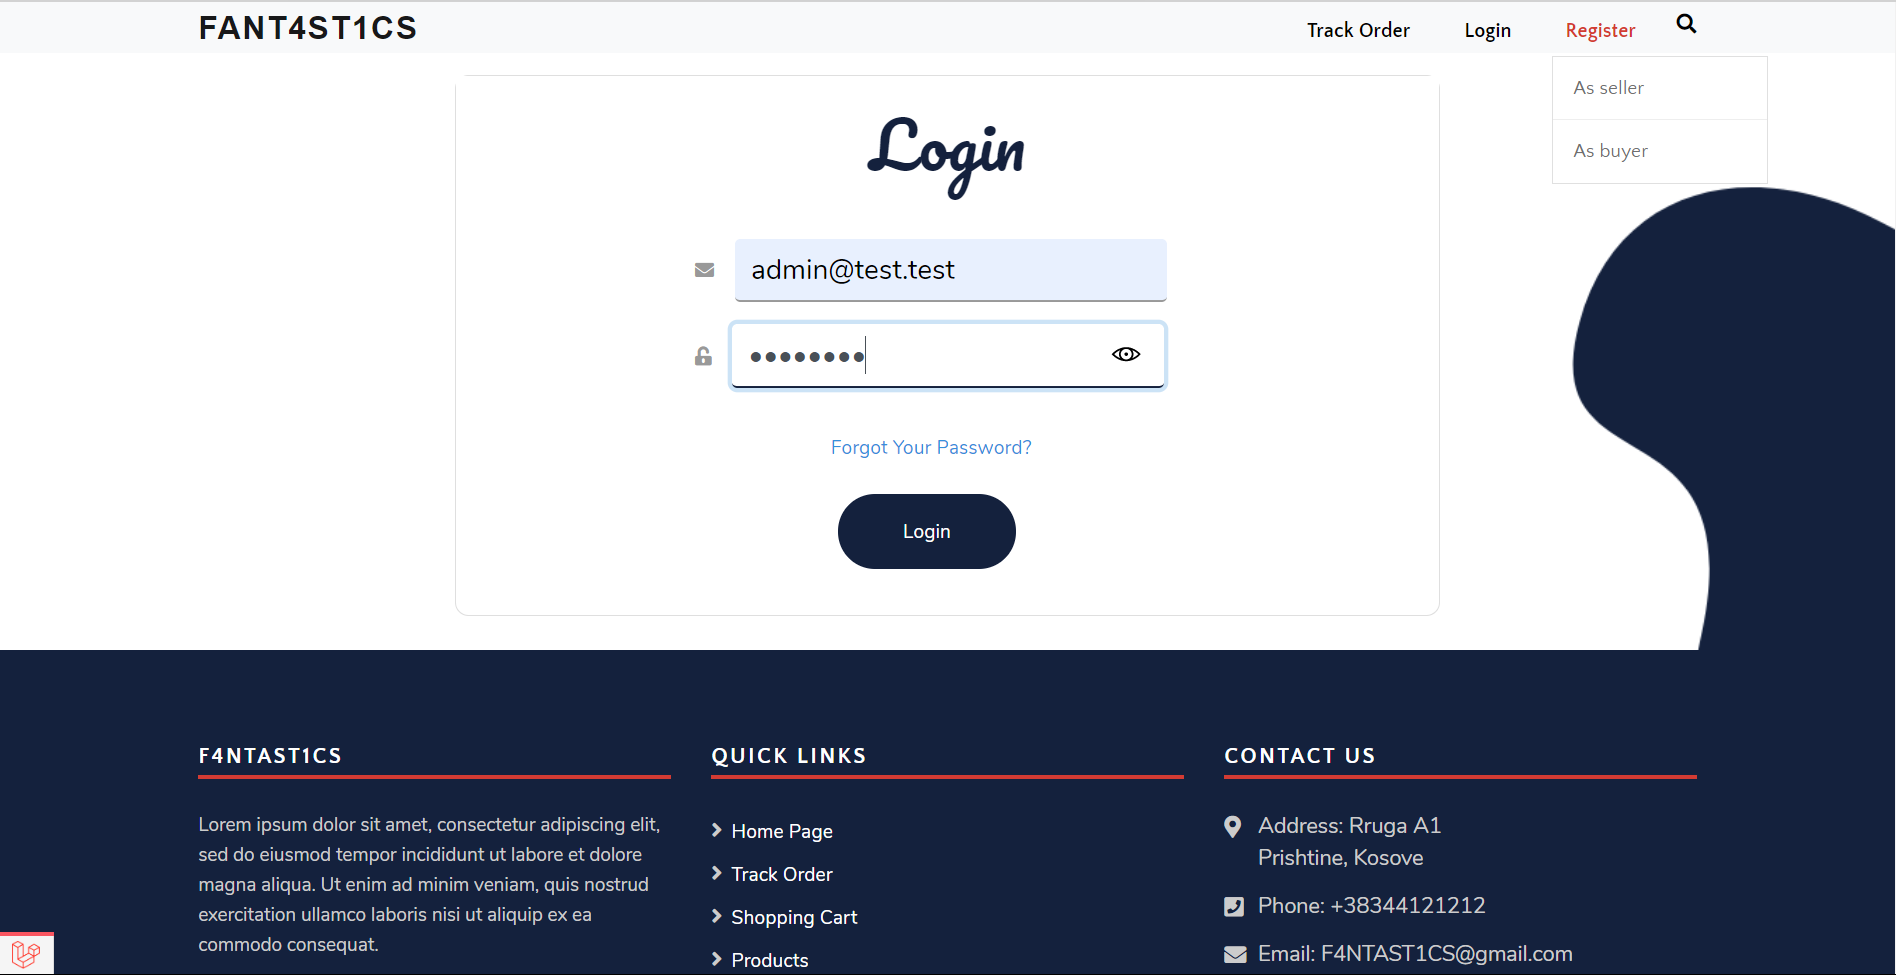 FANT4ST1CS
Track Order
Login
Register
As seller
As buyer
Login
admin@test.test
••••••••
Forgot Your Password?
Login
F4NTAST1CS
Lorem ipsum dolor sit amet, consectetur adipiscing elit,
sed do eiusmod tempor incididunt ut labore et dolore
magna aliqua. Ut enim ad minim veniam, quis nostrud
exercitation ullamco laboris nisi ut aliquip ex ea
commodo consequat.
QUICK LINKS
Home Page
Track Order
Shopping Cart
Products
CONTACT US
Address: Rruga A1
Prishtine, Kosove
Phone: +38344121212
Email: F4NTAST1CS@gmail.com